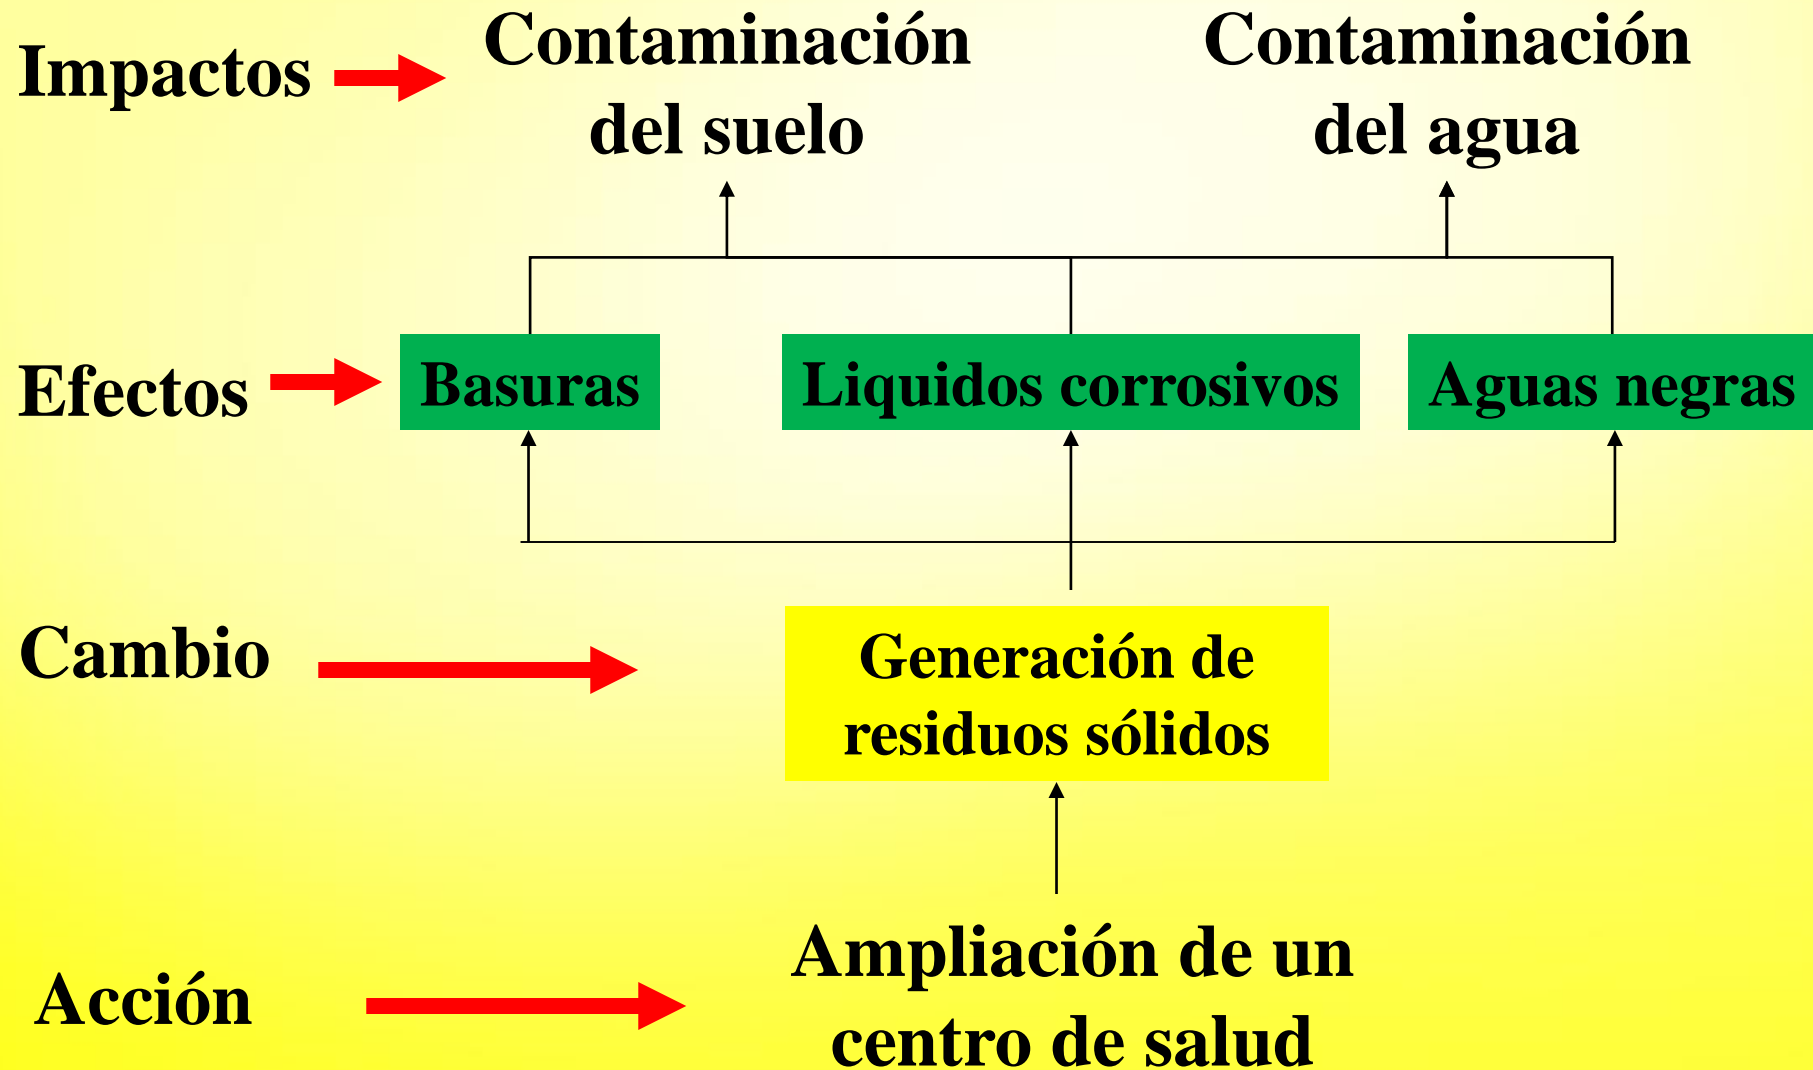 Impactos
Contaminación
del suelo
Contaminación
del agua
Efectos
Basuras
Liquidos corrosivos
Aguas negras
Cambio
Generación de
residuos sólidos
Acción
Ampliación de un
centro de salud